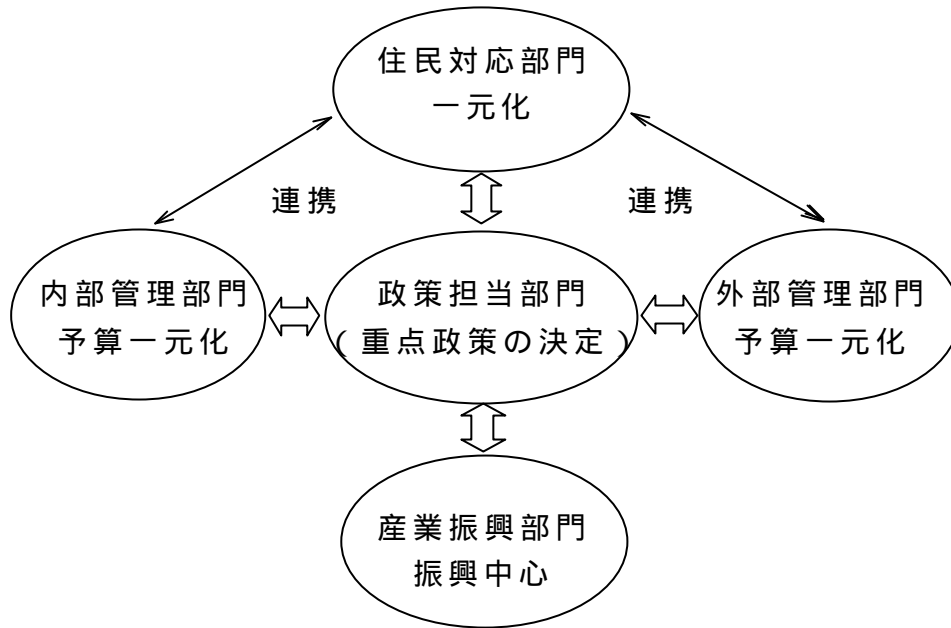 住民対応部門
一元化
連携
連携
内部管理部門
予算一元化
政策担当部門
(重点政策の決定)
外部管理部門
予算一元化
産業振興部門
振興中心